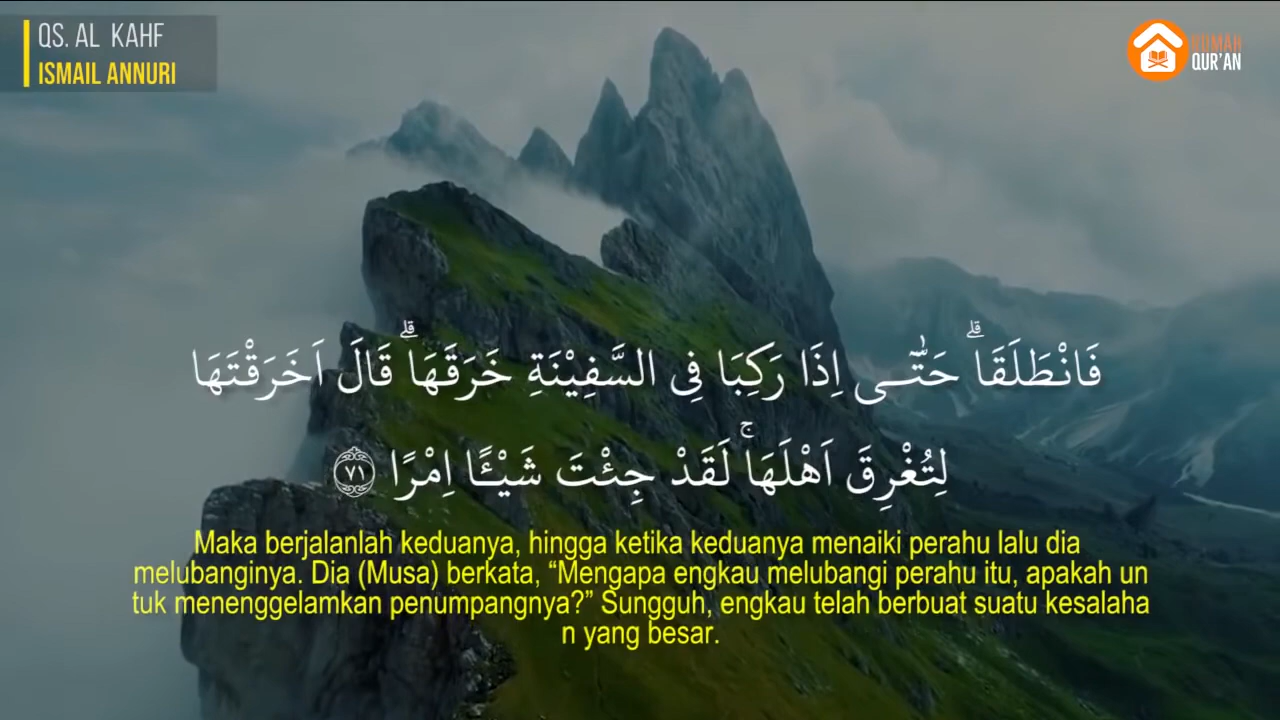 QS. AL KAHF
ISMAIL ANNURI
RUMAH
QUR'AN
فَانْطَلَقَاۗ حَتّٰٓى اِذَا رَكِبَا فِى السَّفِيْنَةِ خَرَقَهَاۗ قَالَ اَخَرَقْتَهَا
لِتُغْرِقَ اَهْلَهَاۚ لَقَدْ جِئْتَ شَيْـًٔا اِمْرًا ٧١
Maka berjalanlah keduanya, hingga ketika keduanya menaiki perahu lalu dia
melubanginya. Dia (Musa) berkata, “Mengapa engkau melubangi perahu itu, apakah un
tuk menenggelamkan penumpangnya?” Sungguh, engkau telah berbuat suatu kesalaha
n yang besar.